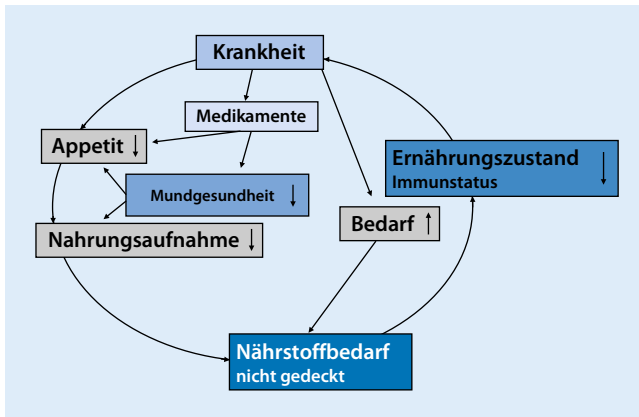 Krankheit
Medikamente
Appetit ↓
Ernährungszustand
Immunstatus ↓
Mundgesundheit ↓
Bedarf ↑
Nahrungsaufnahme ↓
Nährstoffbedarf
nicht gedeckt